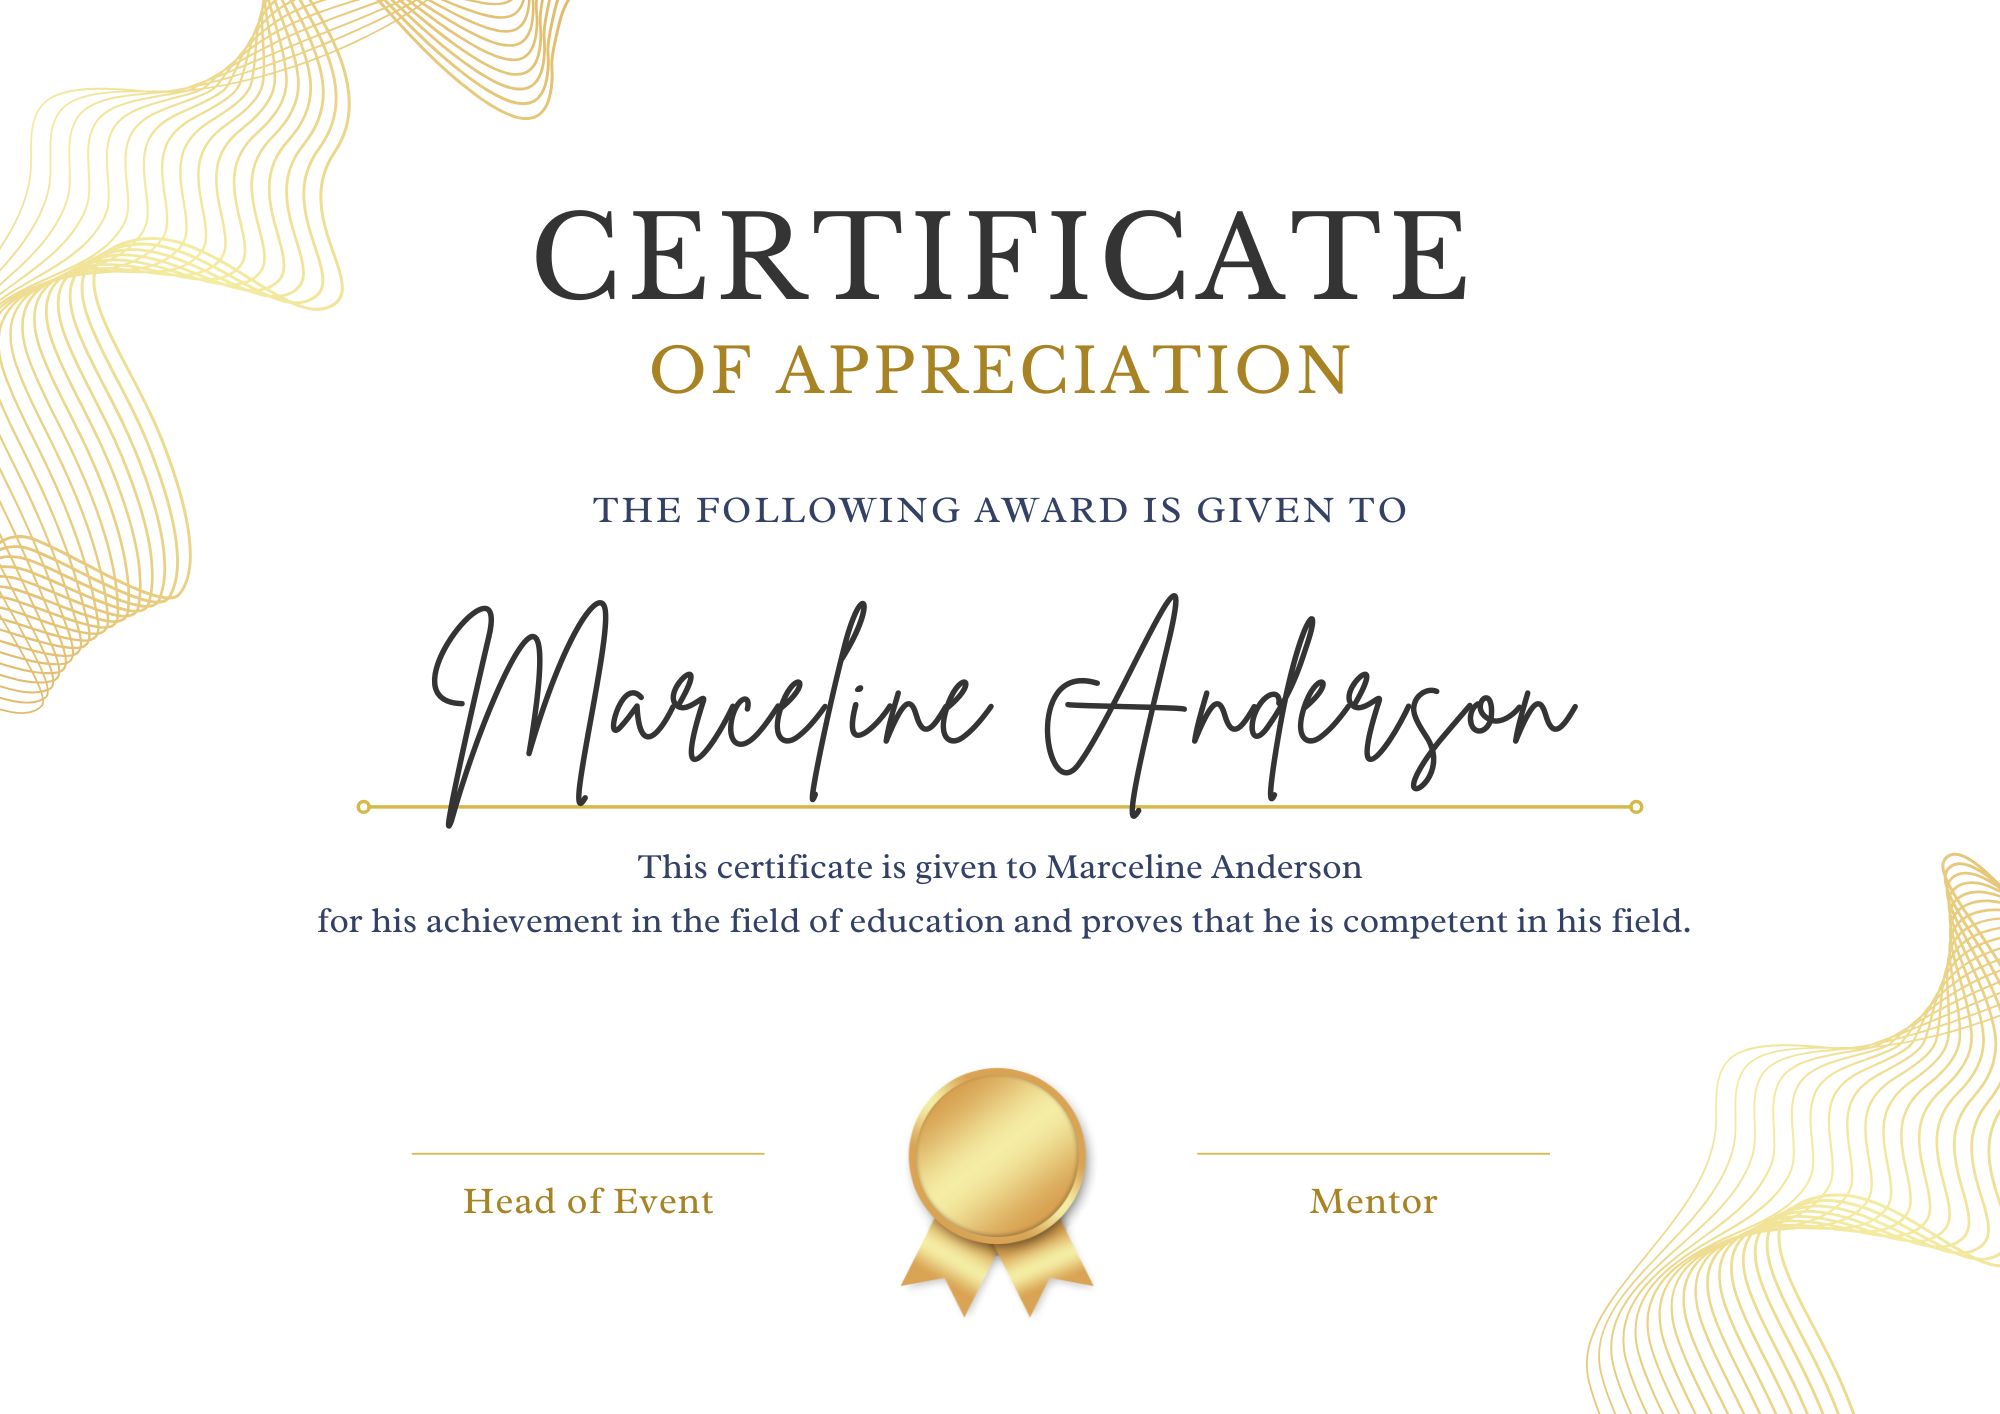 CERTIFICATE
OF APPRECIATION
THE FOLLOWING AWARD IS GIVEN TO
Marceline Anderson
This certificate is given to Marceline Anderson
for his achievement in the field of education and proves that he is competent in his field.
Head of Event
Mentor